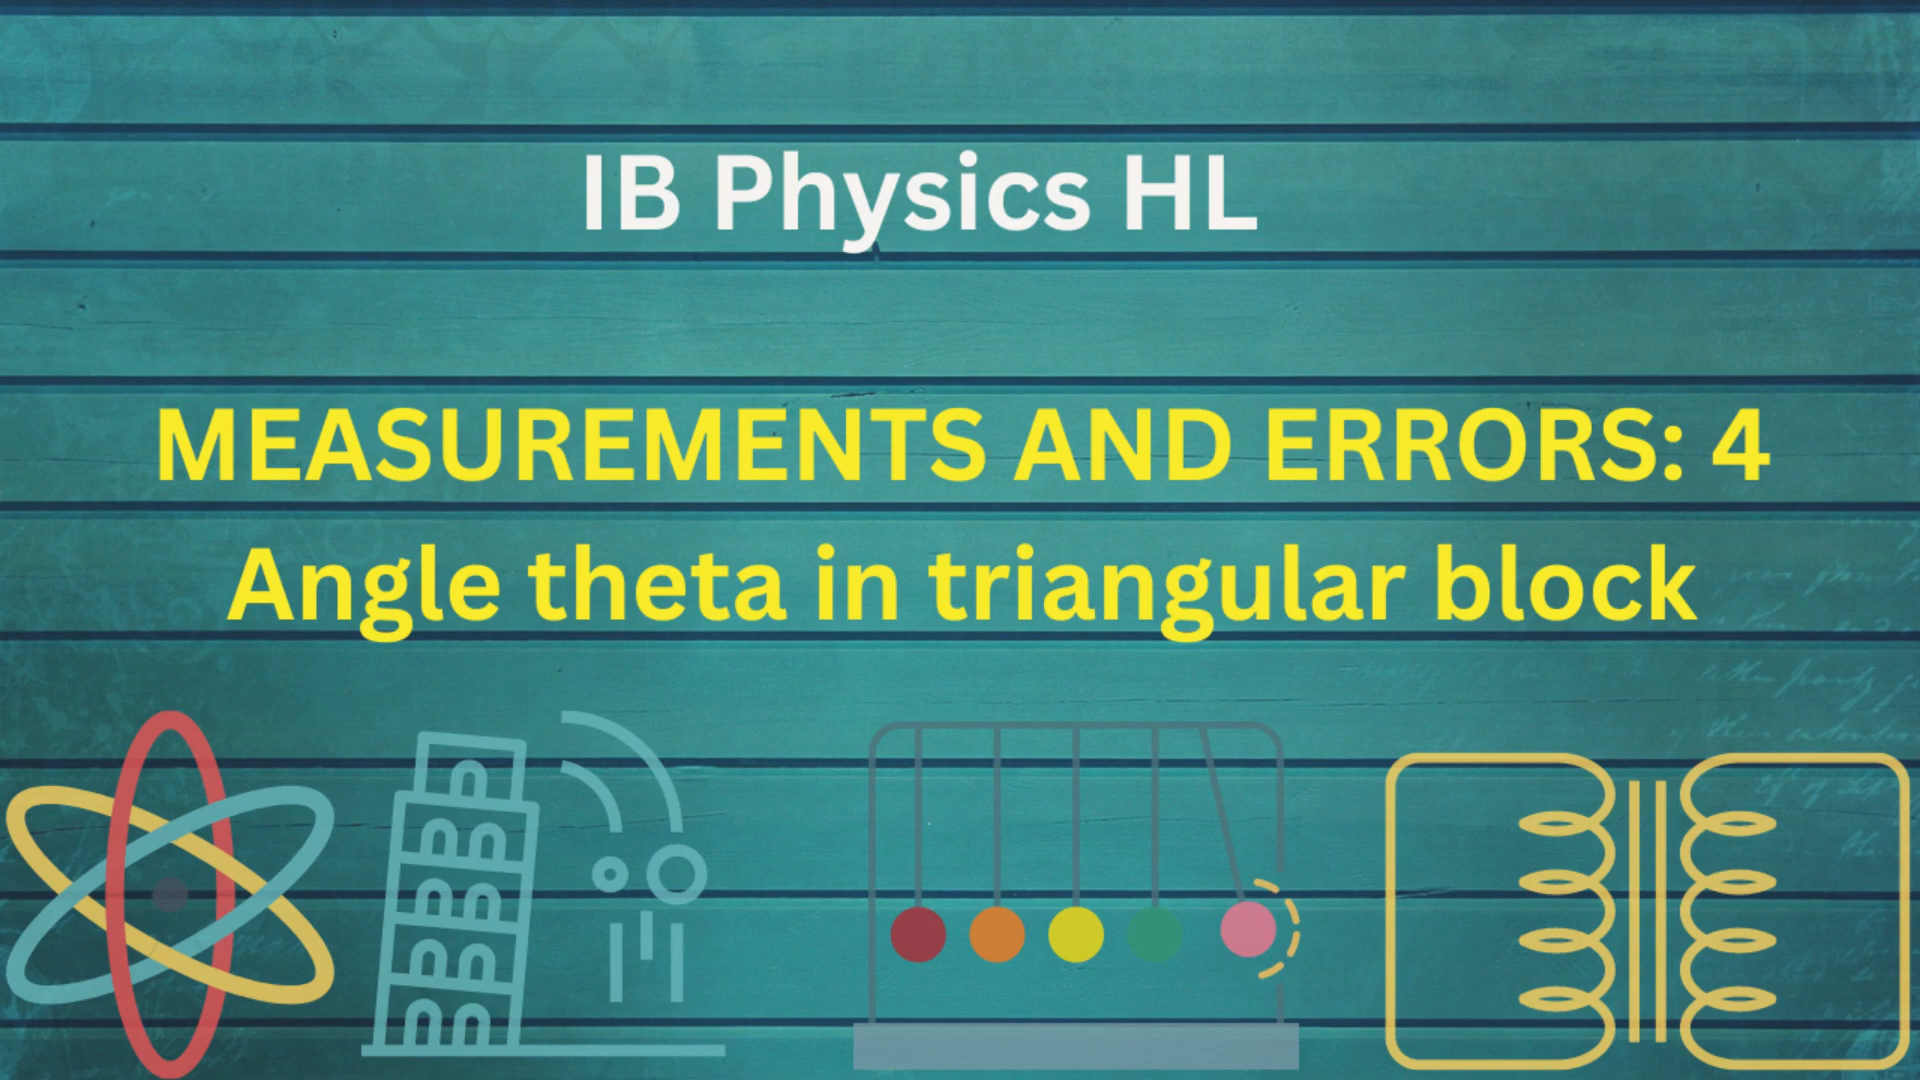 IB Physics HL
MEASUREMENTS AND ERRORS: 4
Angle theta in triangular block